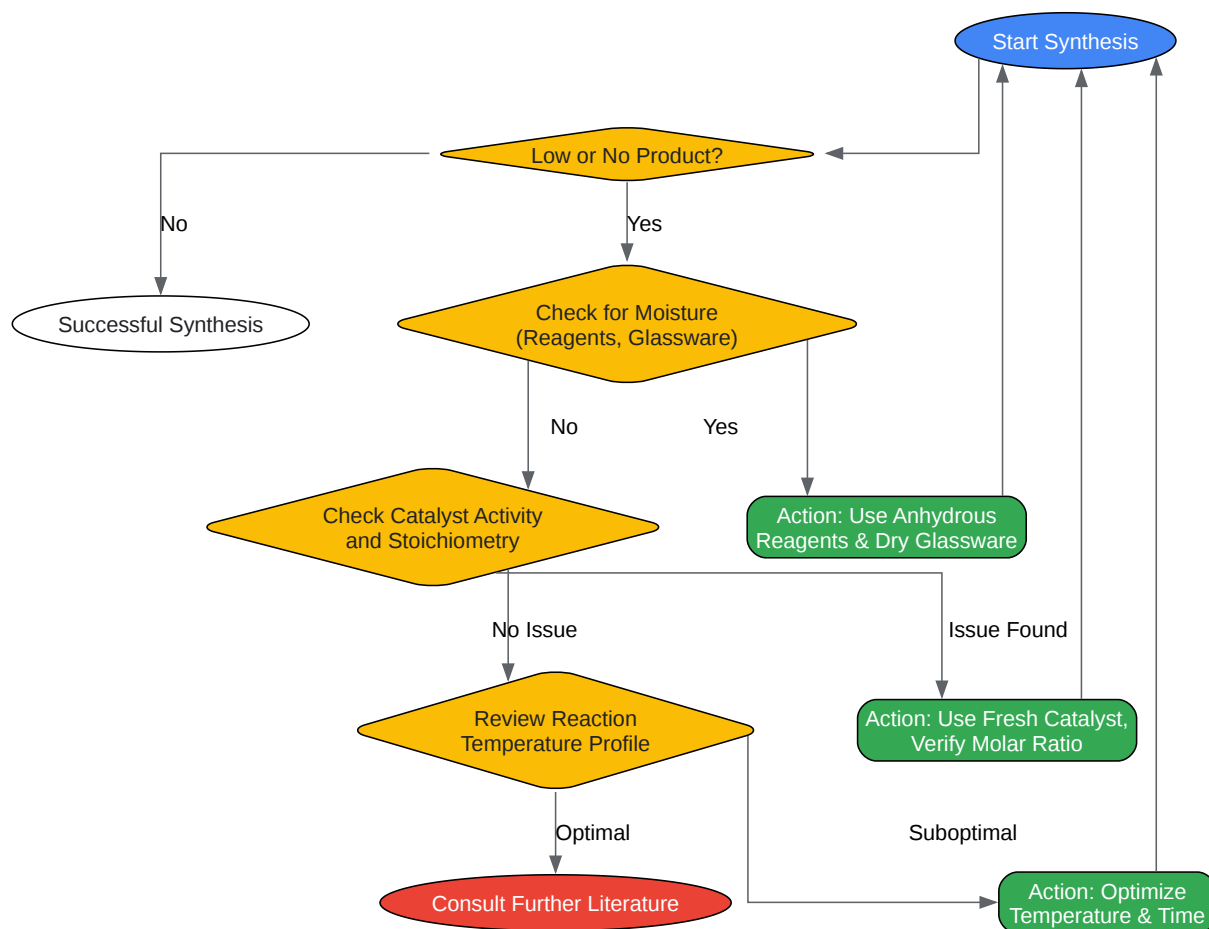 Start Synthesis
Low or No Product?
No
Yes
Successful Synthesis
Check for Moisture
(Reagents, Glassware)
No
Yes
Check Catalyst Activity
and Stoichiometry
Action: Use Anhydrous
Reagents & Dry Glassware
No Issue
Issue Found
Review Reaction
Temperature Profile
Action: Use Fresh Catalyst,
Verify Molar Ratio
Optimal
Suboptimal
Consult Further Literature
Action: Optimize
Temperature & Time